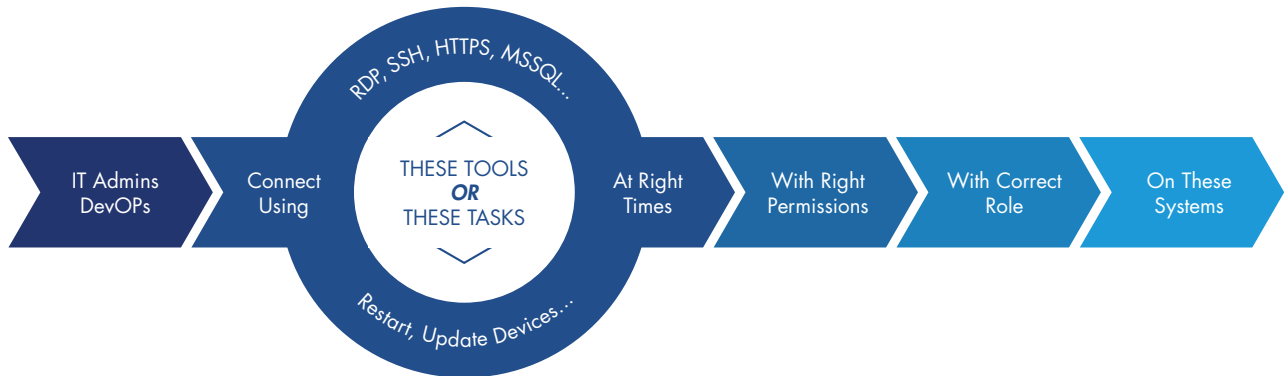 IT Admins
DevOPs
Connect
Using
RDP, SSH, HTTPS, MSSQL...
THESE TOOLS
OR
THESE TASKS
Restart, Update Devices...
At Right
Times
With Right
Permissions
With Correct
Role
On These
Systems